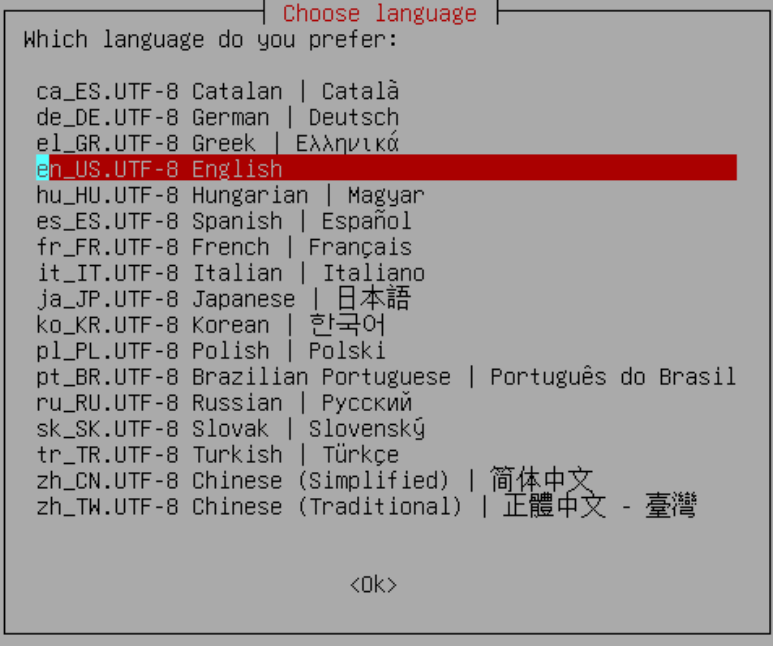 Choose language
Which language do you prefer:
ca_ES.UTF-8 Catalan | Català
de_DE.UTF-8 German | Deutsch
el_GR.UTF-8 Greek | Ελληνικά
en_US.UTF-8 English
hu_HU.UTF-8 Hungarian | Magyar
es_ES.UTF-8 Spanish | Español
fr_FR.UTF-8 French | Français
it_IT.UTF-8 Italian | Italiano
ja_JP.UTF-8 Japanese | 日本語
ko_KR.UTF-8 Korean | 한국어
pl_PL.UTF-8 Polish | Polski
pt_BR.UTF-8 Brazilian Portuguese | Português do Brasil
ru_RU.UTF-8 Russian | Русский
sk_SK.UTF-8 Slovak | Slovenský
tr_TR.UTF-8 Turkish | Türkçe
zh_CN.UTF-8 Chinese (Simplified) | 简体中文
zh_TW.UTF-8 Chinese (Traditional) | 正體中文 - 臺灣
<Ok>